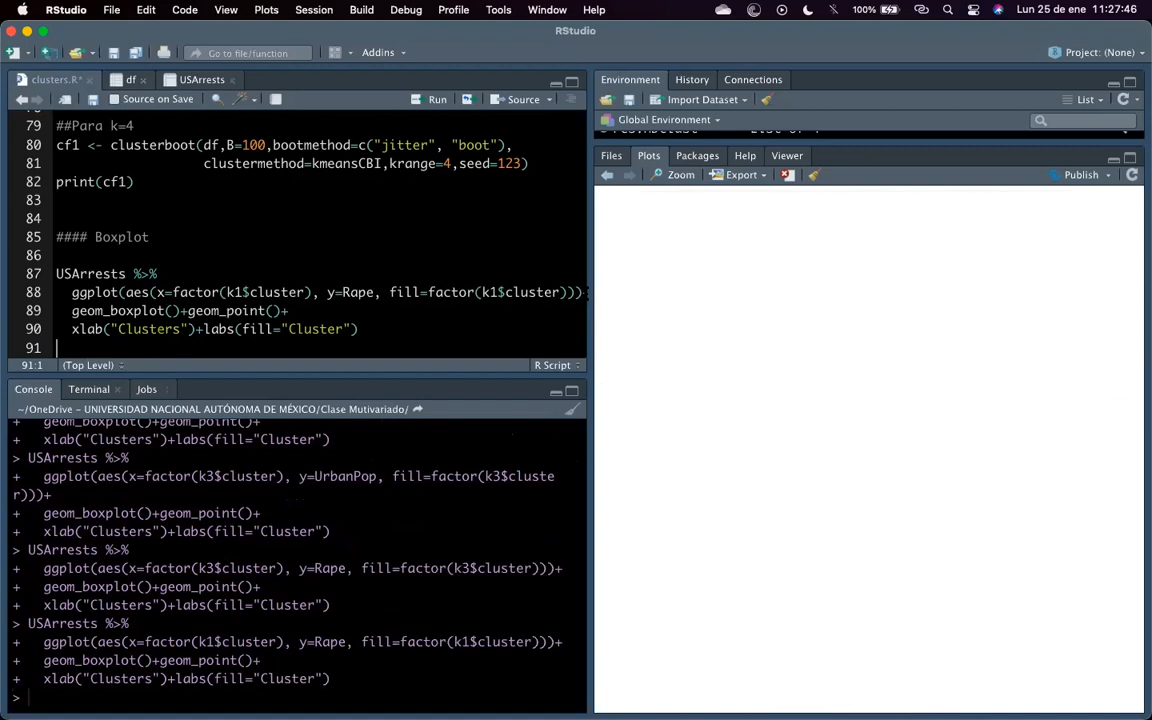 RStudio File Edit Code View Plots Session Build Debug Profile Tools Window Help 100% Lun 25 de ene 11:27:46
RStudio
Go to file/function Addins Project: (None)
clusters.R* df USArrests
Source on Save Run Source
79 ##Para k=4
80 cf1 <- clusterboot(df,B=100,bootmethod=c("jitter", "boot"),
81 clustermethod=kmeansCBI,krange=4,seed=123)
82 print(cf1)
83
84
85 #### Boxplot
86
87 USArrests %>%
88 ggplot(aes(x=factor(k1$cluster), y=Rape, fill=factor(k1$cluster)))+
89 geom_boxplot()+geom_point()+
90 xlab("Clusters")+labs(fill="Cluster")
91
91:1 (Top Level) R Script
Console Terminal Jobs
~/OneDrive - UNIVERSIDAD NACIONAL AUTÓNOMA DE MÉXICO/Clase Mutivariado/
+ geom_boxplot()+geom_point()+
+ xlab("Clusters")+labs(fill="Cluster")
> USArrests %>%
+ ggplot(aes(x=factor(k3$cluster), y=UrbanPop, fill=factor(k3$cluste
r)))+
+ geom_boxplot()+geom_point()+
+ xlab("Clusters")+labs(fill="Cluster")
> USArrests %>%
+ ggplot(aes(x=factor(k3$cluster), y=Rape, fill=factor(k3$cluster)))+
+ geom_boxplot()+geom_point()+
+ xlab("Clusters")+labs(fill="Cluster")
> USArrests %>%
+ ggplot(aes(x=factor(k1$cluster), y=Rape, fill=factor(k1$cluster)))+
+ geom_boxplot()+geom_point()+
+ xlab("Clusters")+labs(fill="Cluster")
>
Environment History Connections
Import Dataset List
Global Environment
Files Plots Packages Help Viewer
Zoom Export Publish